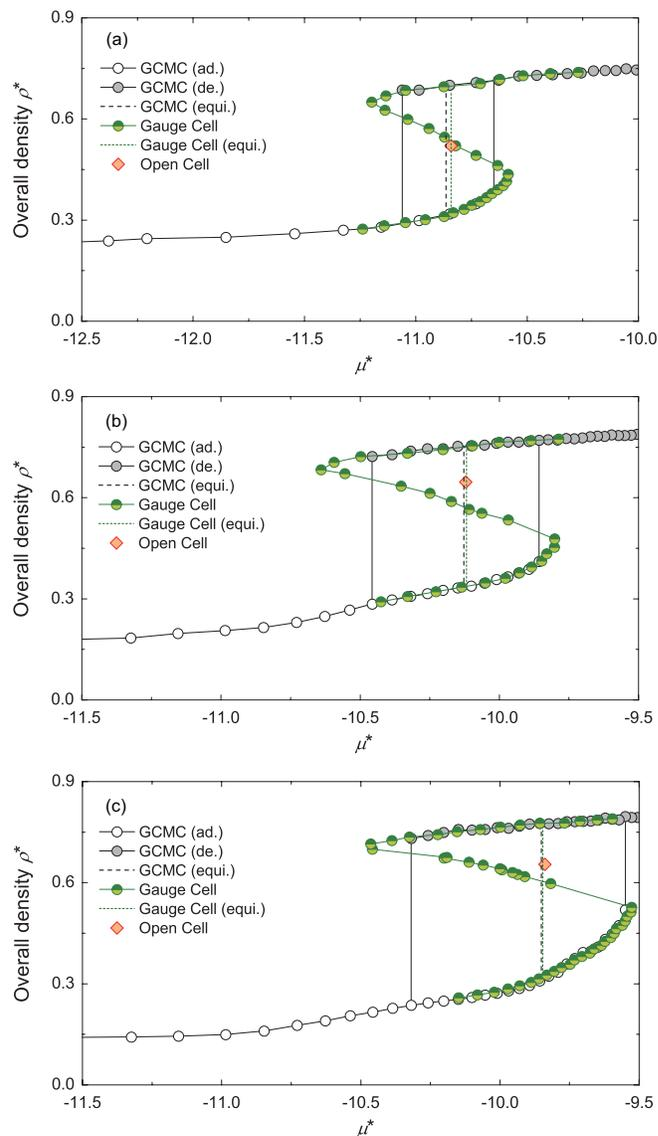 (a)
GCMC (ad.)
GCMC (de.)
GCMC (equi.)
Gauge Cell
Gauge Cell (equi.)
Open Cell
Overall density ρ*
0.9
0.6
0.3
0.0
-12.5 -12.0 -11.5 -11.0 -10.5 -10.0
μ*
(b)
GCMC (ad.)
GCMC (de.)
GCMC (equi.)
Gauge Cell
Gauge Cell (equi.)
Open Cell
Overall density ρ*
0.9
0.6
0.3
0.0
-11.5 -11.0 -10.5 -10.0 -9.5
μ*
(c)
GCMC (ad.)
GCMC (de.)
GCMC (equi.)
Gauge Cell
Gauge Cell (equi.)
Open Cell
Overall density ρ*
0.9
0.6
0.3
0.0
-11.5 -11.0 -10.5 -10.0 -9.5
μ*